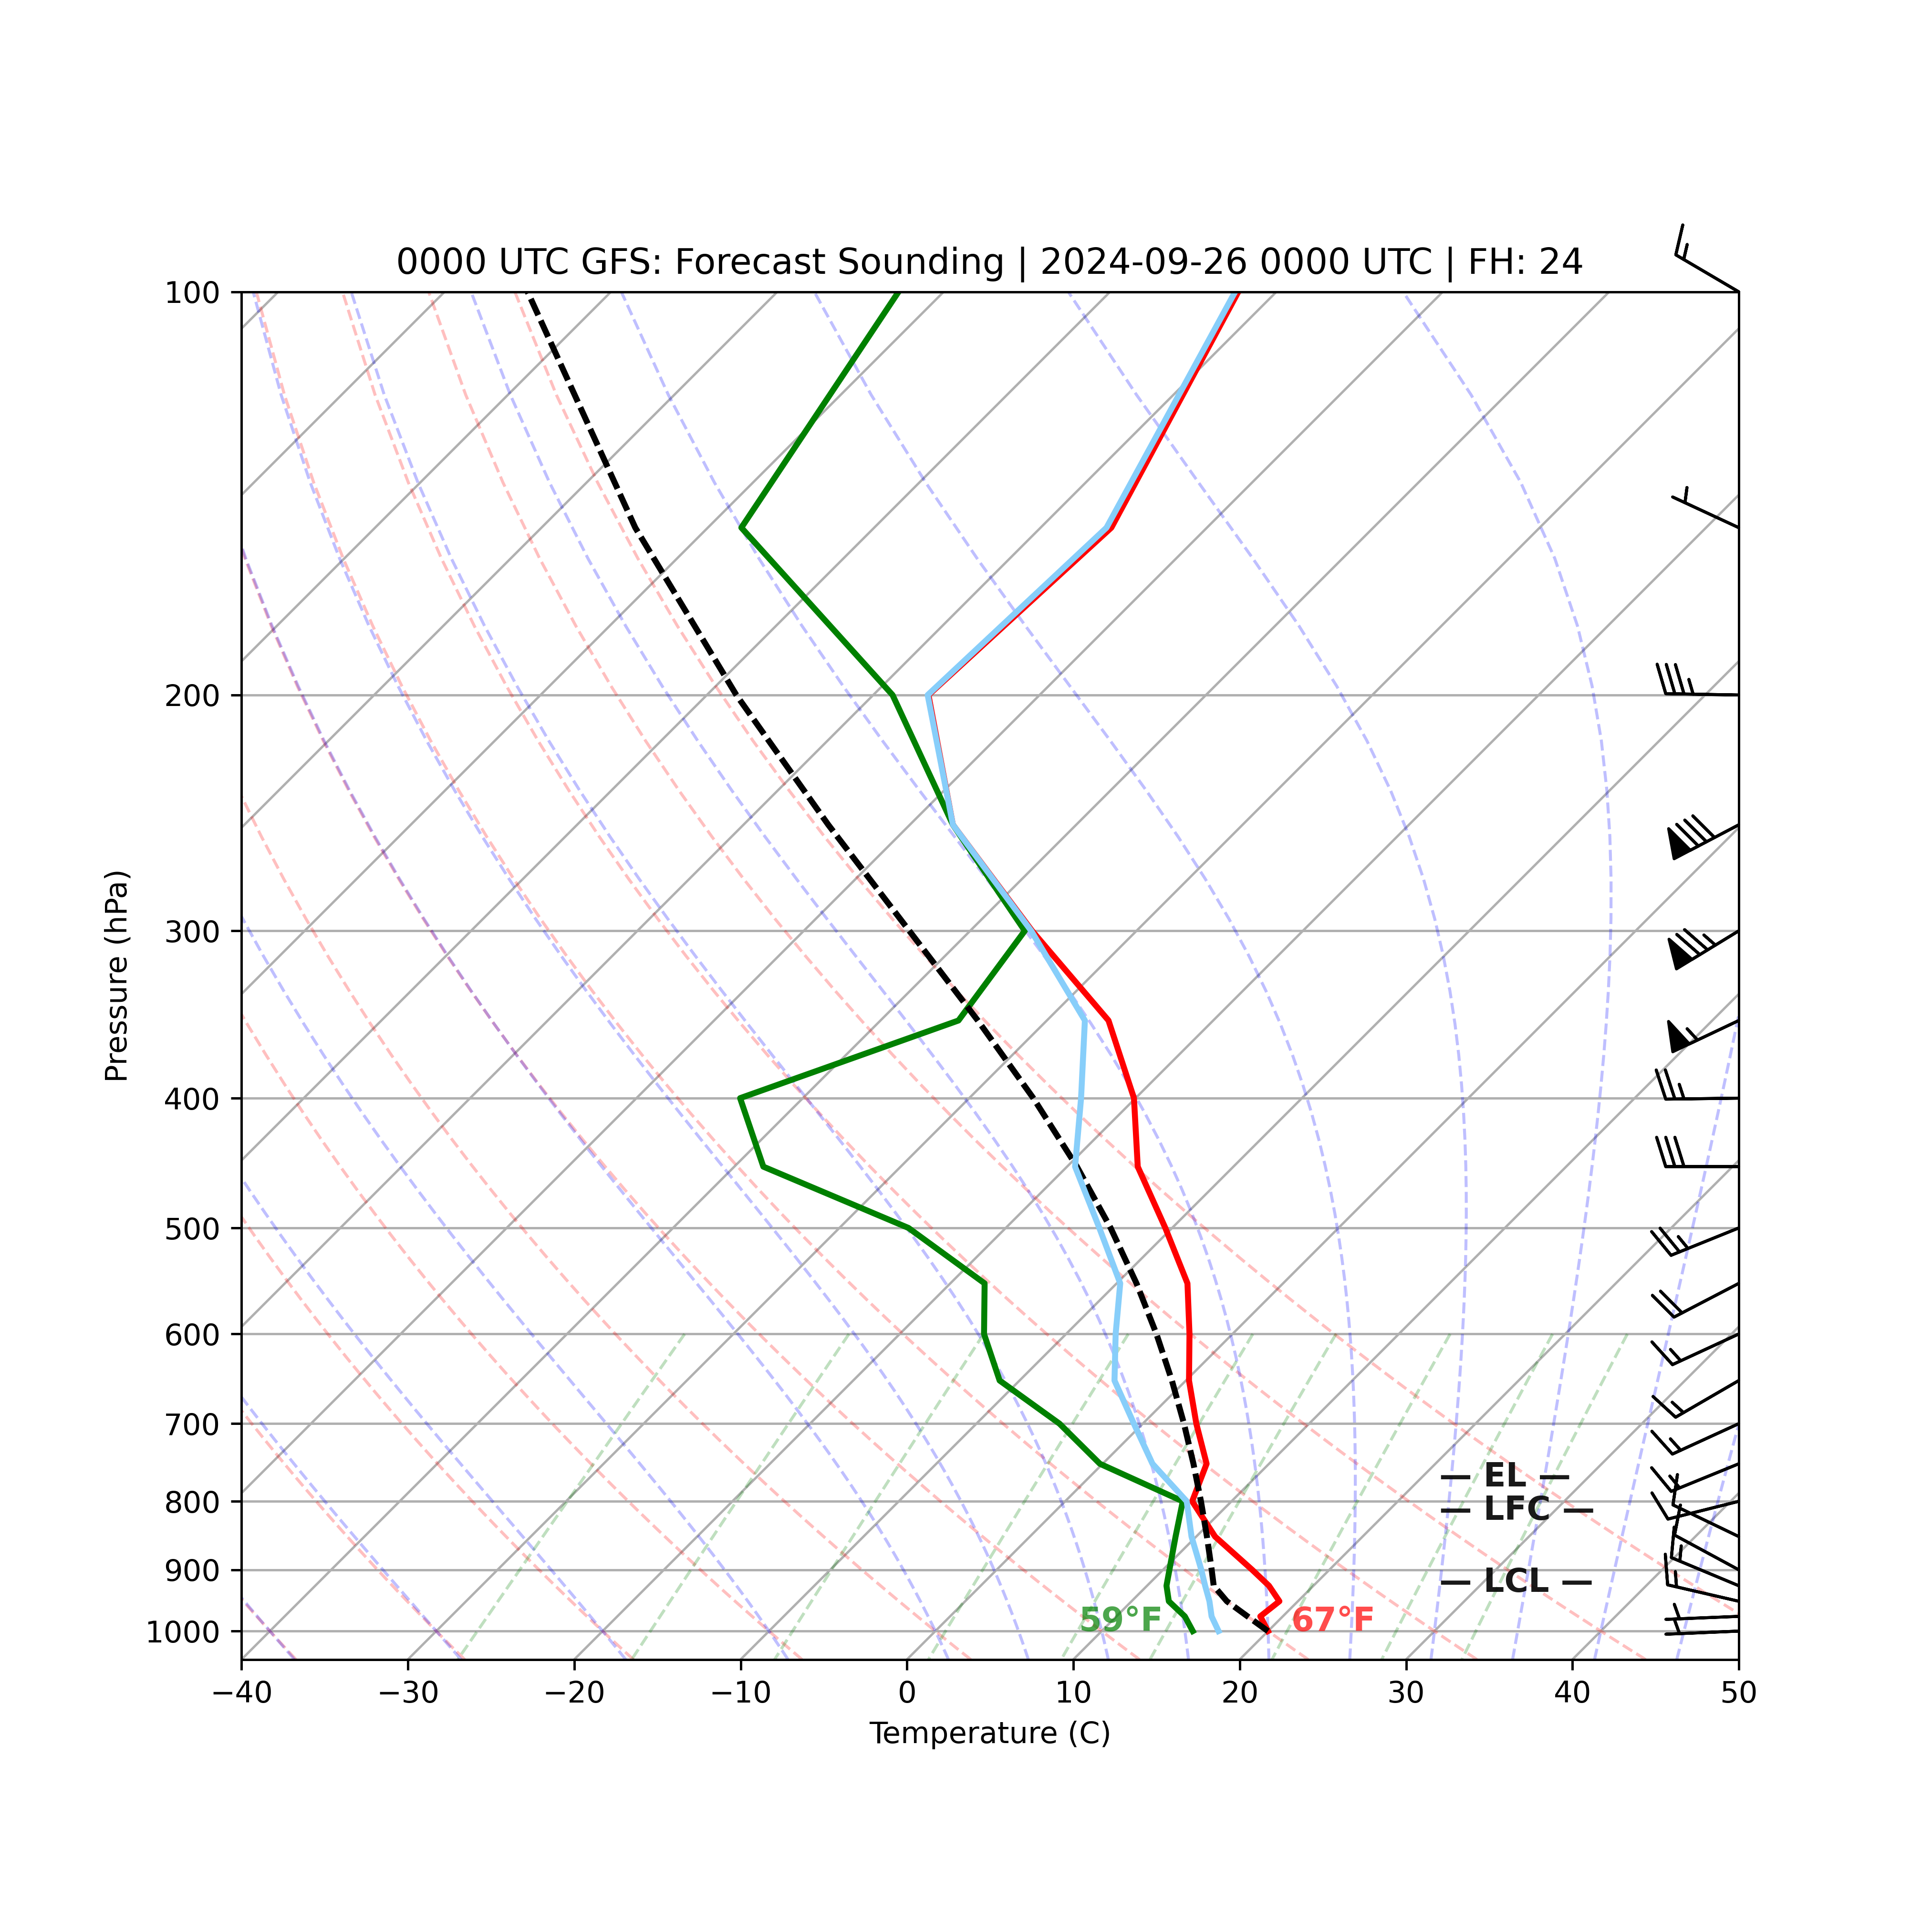 0000 UTC GFS: Forecast Sounding | 2024-09-26 0000 UTC | FH: 24
100
200
300
400
500
600
700
800
900
1000
Pressure (hPa)
— EL —
— LFC —
— LCL —
59°F 67°F
−40 −30 −20 −10 0 10 20 30 40 50
Temperature (C)